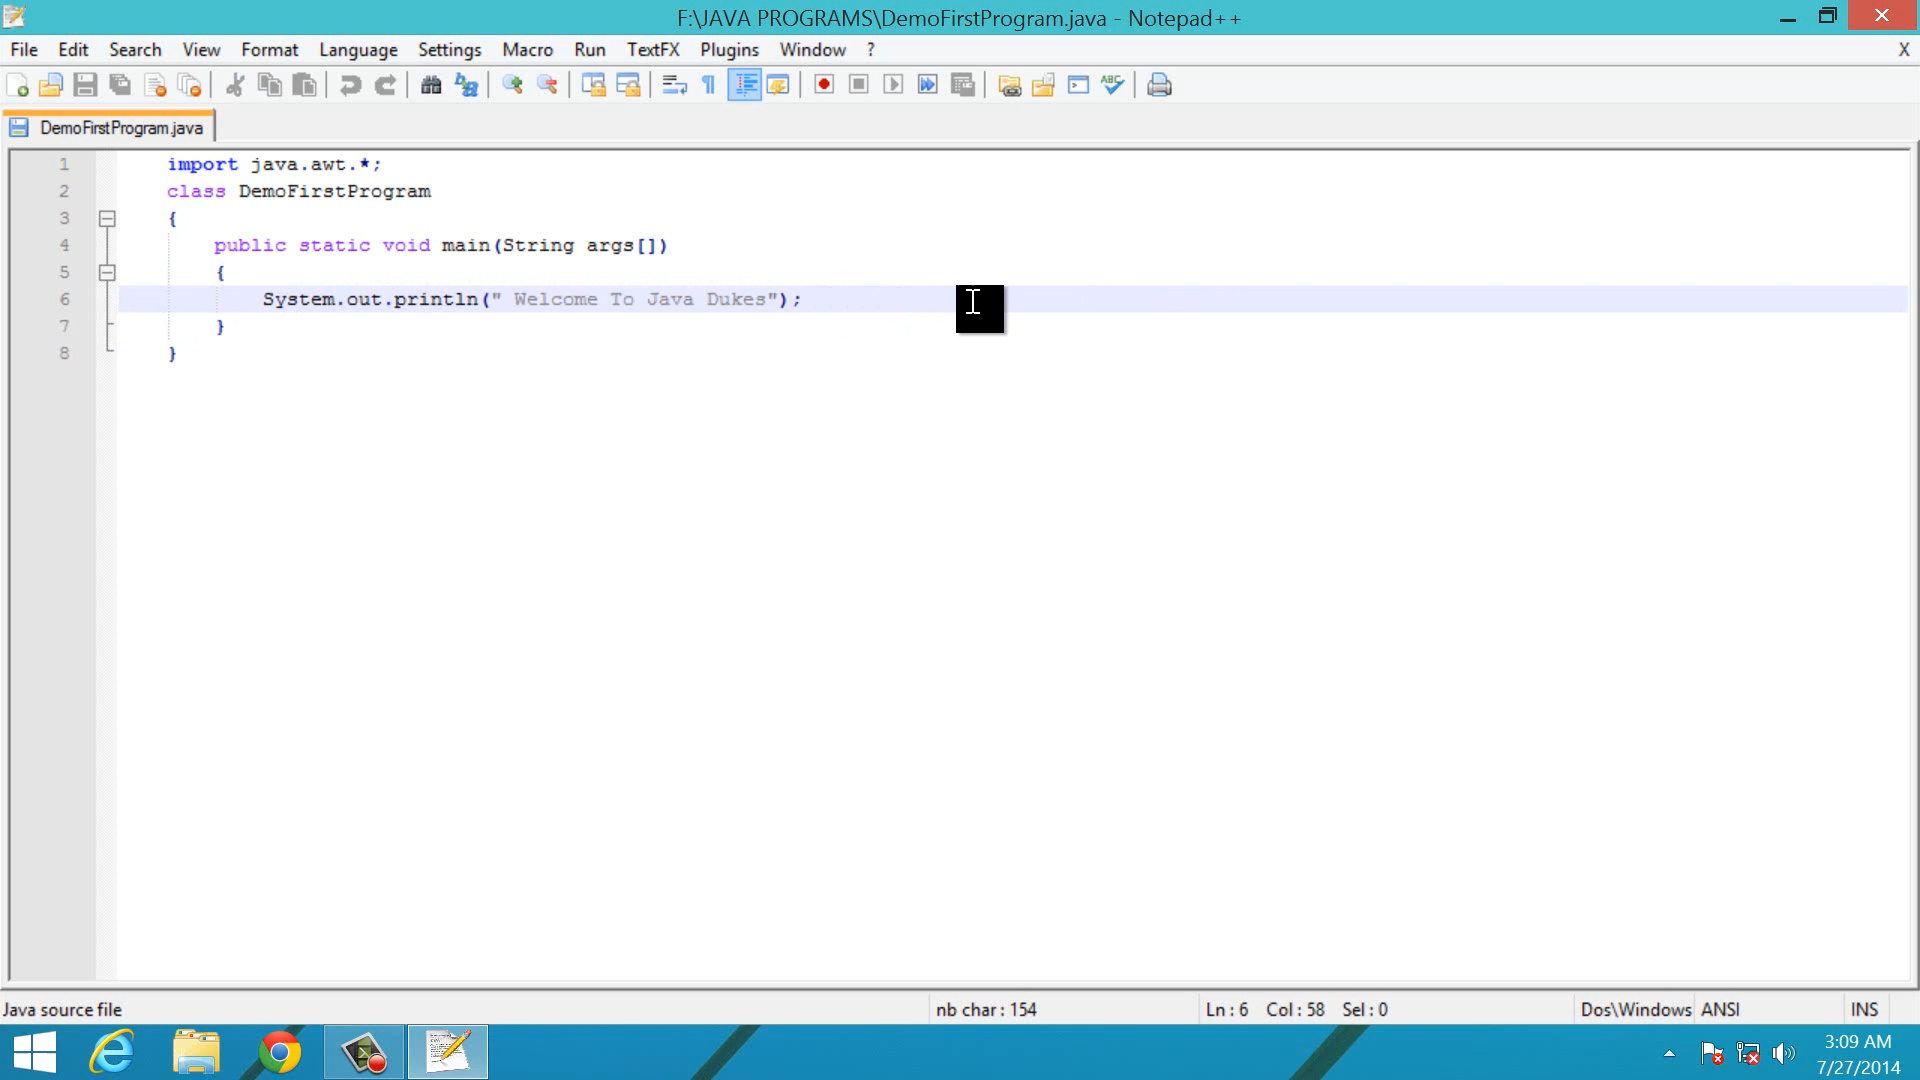 F:\JAVA PROGRAMS\DemoFirstProgram.java - Notepad++
File Edit Search View Format Language Settings Macro Run TextFX Plugins Window ? X
DemoFirstProgram.java
1 import java.awt.*;
2 class DemoFirstProgram
3 {
4 public static void main(String args[])
5 {
6 System.out.println(" Welcome To Java Dukes");
7 }
8 }
Java source file nb char : 154 Ln : 6 Col : 58 Sel : 0 Dos\Windows ANSI INS
3:09 AM
7/27/2014